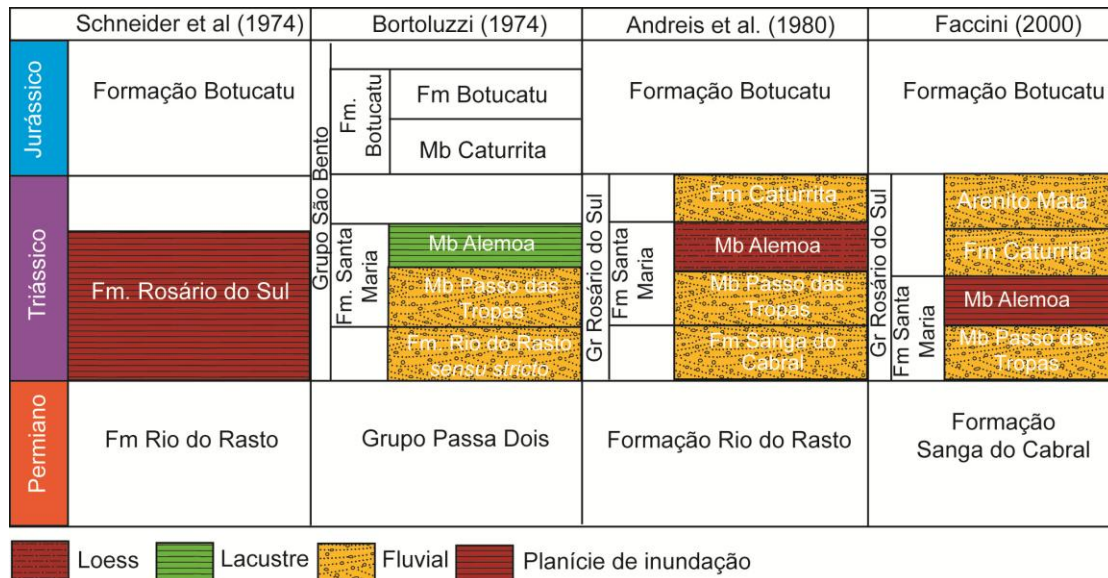 Schneider et al (1974)
Bortoluzzi (1974)
Andreis et al. (1980)
Faccini (2000)
Jurássico
Triássico
Permiano
Formação Botucatu
Fm. Rosário do Sul
Fm Rio do Rasto
Grupo São Bento
Fm.
Botucatu
Fm Botucatu
Mb Caturrita
Fm. Santa
Maria
Mb Alemoa
Mb Passo das
Tropas
Fm. Rio do Rasto
sensu stricto
Grupo Passa Dois
Formação Botucatu
Gr Rosário do Sul
Fm Santa
Maria
Fm Caturrita
Mb Alemoa
Mb Passo das
Tropas
Fm Sanga do
Cabral
Formação Rio do Rasto
Formação Botucatu
Gr Rosário do Sul
Fm Santa
Maria
Arenito Mata
Fm Caturrita
Mb Alemoa
Mb Passo das
Tropas
Formação
Sanga do Cabral
Loess
Lacustre
Fluvial
Planície de inundação